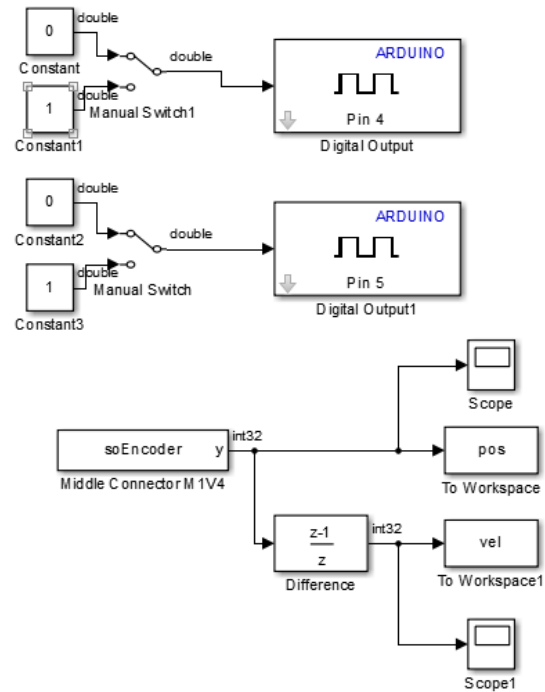 double
0
ARDUINO
double
Constant
double
1
Manual Switch1
Pin 4
Constant1
Digital Output
double
0
ARDUINO
double
Constant2
double
1
Manual Switch
Pin 5
Constant3
Digital Output1
Scope
int32
soEncoder y
pos
Middle Connector M1V4
To Workspace
z-1
z
int32
vel
Difference
To Workspace1
Scope1